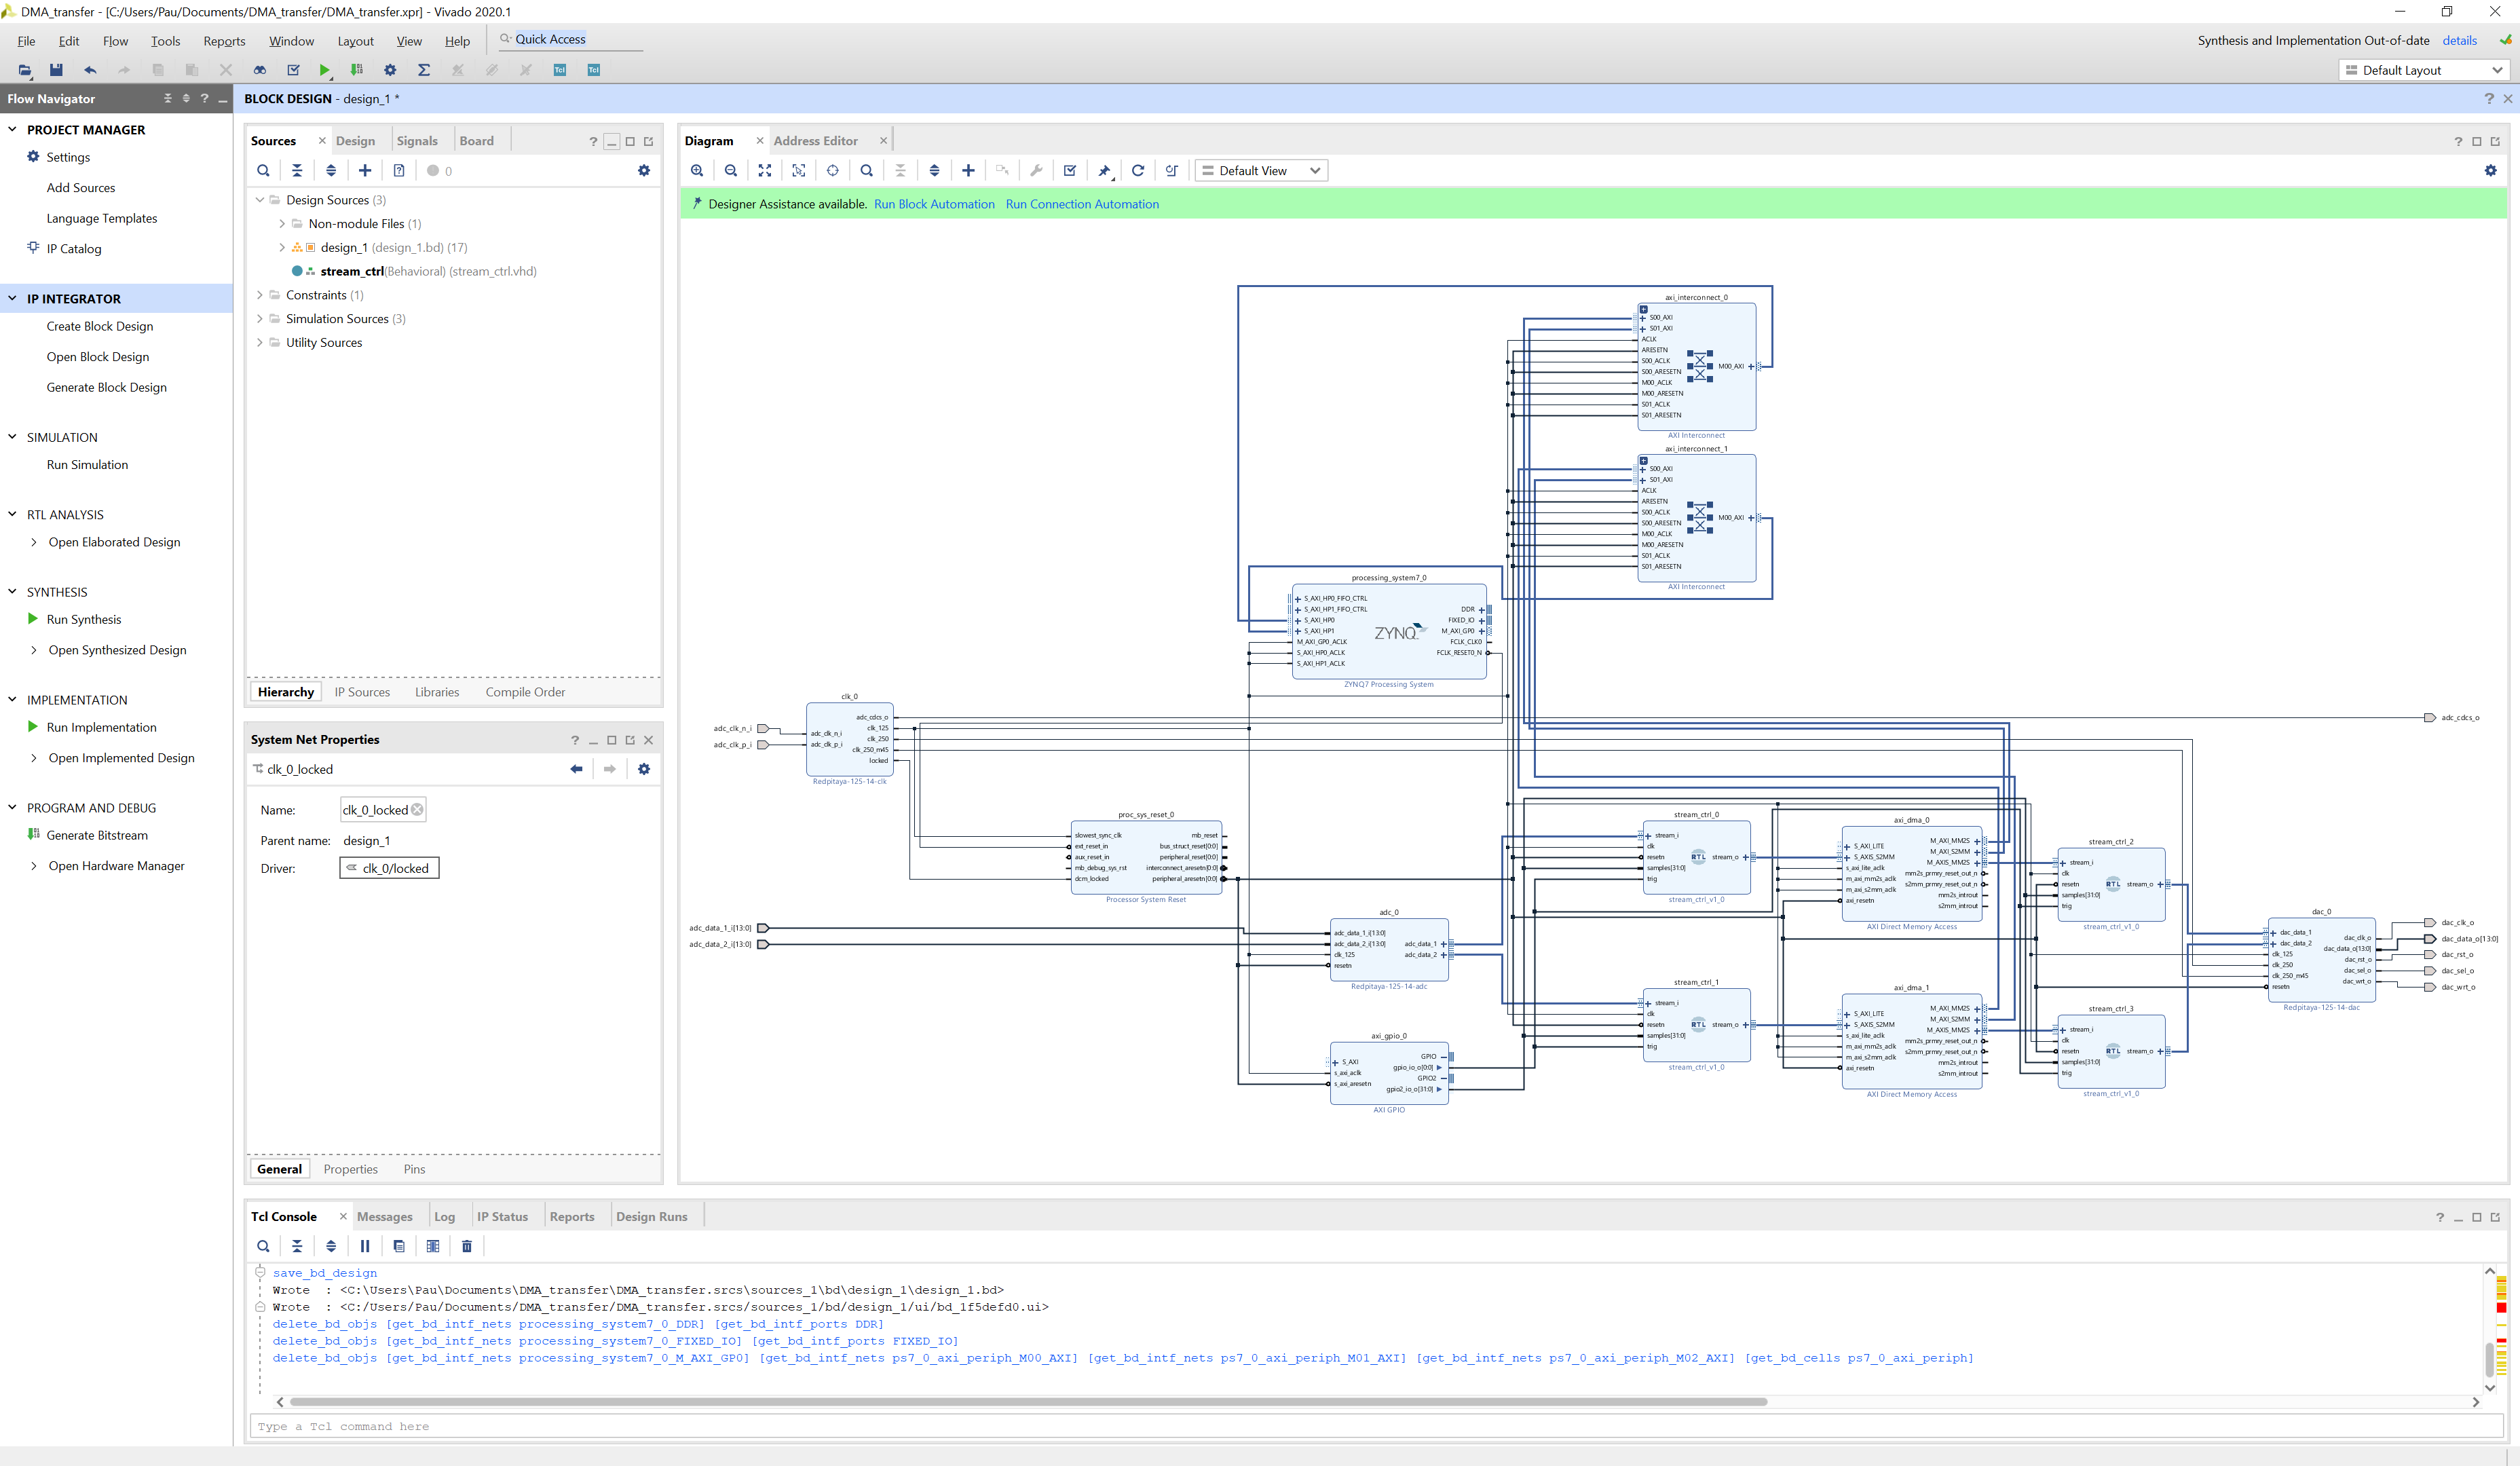 DMA_transfer - [C:/Users/Pau/Documents/DMA_transfer/DMA_transfer.xpr] - Vivado 2020.1
File Edit Flow Tools Reports Window Layout View Help Quick Access
Synthesis and Implementation Out-of-date details
Default Layout
Flow Navigator
PROJECT MANAGER
Settings
Add Sources
Language Templates
IP Catalog
IP INTEGRATOR
Create Block Design
Open Block Design
Generate Block Design
SIMULATION
Run Simulation
RTL ANALYSIS
Open Elaborated Design
SYNTHESIS
Run Synthesis
Open Synthesized Design
IMPLEMENTATION
Run Implementation
Open Implemented Design
PROGRAM AND DEBUG
Generate Bitstream
Open Hardware Manager
BLOCK DESIGN - design_1 *
Sources Design Signals Board
0
Design Sources (3)
Non-module Files (1)
design_1 (design_1.bd) (17)
stream_ctrl(Behavioral) (stream_ctrl.vhd)
Constraints (1)
Simulation Sources (3)
Utility Sources
Hierarchy IP Sources Libraries Compile Order
System Net Properties
clk_0_locked
Name: clk_0_locked
Parent name: design_1
Driver: clk_0/locked
General Properties Pins
Diagram Address Editor
Default View
Designer Assistance available. Run Block Automation Run Connection Automation
axi_interconnect_0
S00_AXI
S01_AXI
ACLK
ARESETN
S00_ACLK
S00_ARESETN
M00_ACLK
M00_ARESETN
S01_ACLK
S01_ARESETN
M00_AXI
AXI Interconnect
axi_interconnect_1
S00_AXI
S01_AXI
ACLK
ARESETN
S00_ACLK
S00_ARESETN
M00_ACLK
M00_ARESETN
S01_ACLK
S01_ARESETN
M00_AXI
AXI Interconnect
processing_system7_0
S_AXI_HP0_FIFO_CTRL
S_AXI_HP1_FIFO_CTRL
S_AXI_HP0
S_AXI_HP1
M_AXI_GP0_ACLK
S_AXI_HP0_ACLK
S_AXI_HP1_ACLK
ZYNQ
DDR
FIXED_IO
M_AXI_GP0
FCLK_CLK0
FCLK_RESET0_N
ZYNQ7 Processing System
adc_clk_n_i
adc_clk_p_i
clk_0
adc_clk_n_i
adc_clk_p_i
adc_cdcs_o
clk_125
clk_250
clk_250_m45
locked
Redpitaya-125-14-clk
adc_cdcs_o
proc_sys_reset_0
slowest_sync_clk
ext_reset_in
aux_reset_in
mb_debug_sys_rst
dcm_locked
mb_reset
bus_struct_reset[0:0]
peripheral_reset[0:0]
interconnect_aresetn[0:0]
peripheral_aresetn[0:0]
Processor System Reset
adc_data_1_i[13:0]
adc_data_2_i[13:0]
adc_0
adc_data_1_i[13:0]
adc_data_2_i[13:0]
clk_125
resetn
adc_data_1
adc_data_2
Redpitaya-125-14-adc
axi_gpio_0
S_AXI
s_axi_aclk
s_axi_aresetn
GPIO
gpio_io_o[0:0]
GPIO2
gpio2_io_o[31:0]
AXI GPIO
stream_ctrl_0
stream_i
clk
resetn
samples[31:0]
trig
RTL
stream_o
stream_ctrl_v1_0
stream_ctrl_1
stream_i
clk
resetn
samples[31:0]
trig
RTL
stream_o
stream_ctrl_v1_0
axi_dma_0
S_AXI_LITE
S_AXIS_S2MM
s_axi_lite_aclk
m_axi_mm2s_aclk
m_axi_s2mm_aclk
axi_resetn
M_AXI_MM2S
M_AXI_S2MM
M_AXIS_MM2S
mm2s_prmry_reset_out_n
s2mm_prmry_reset_out_n
mm2s_introut
s2mm_introut
AXI Direct Memory Access
axi_dma_1
S_AXI_LITE
S_AXIS_S2MM
s_axi_lite_aclk
m_axi_mm2s_aclk
m_axi_s2mm_aclk
axi_resetn
M_AXI_MM2S
M_AXI_S2MM
M_AXIS_MM2S
mm2s_prmry_reset_out_n
s2mm_prmry_reset_out_n
mm2s_introut
s2mm_introut
AXI Direct Memory Access
stream_ctrl_2
stream_i
clk
resetn
samples[31:0]
trig
RTL
stream_o
stream_ctrl_v1_0
stream_ctrl_3
stream_i
clk
resetn
samples[31:0]
trig
RTL
stream_o
stream_ctrl_v1_0
dac_0
dac_data_1
dac_data_2
clk_125
clk_250
clk_250_m45
resetn
dac_clk_o
dac_data_o[13:0]
dac_rst_o
dac_sel_o
dac_wrt_o
Redpitaya-125-14-dac
dac_clk_o
dac_data_o[13:0]
dac_rst_o
dac_sel_o
dac_wrt_o
Tcl Console Messages Log IP Status Reports Design Runs
save_bd_design
Wrote : <C:\Users\Pau\Documents\DMA_transfer\DMA_transfer.srcs\sources_1\bd\design_1\design_1.bd>
Wrote : <C:/Users/Pau/Documents/DMA_transfer/DMA_transfer.srcs/sources_1/bd/design_1/ui/bd_1f5defd0.ui>
delete_bd_objs [get_bd_intf_nets processing_system7_0_DDR] [get_bd_intf_ports DDR]
delete_bd_objs [get_bd_intf_nets processing_system7_0_FIXED_IO] [get_bd_intf_ports FIXED_IO]
delete_bd_objs [get_bd_intf_nets processing_system7_0_M_AXI_GP0] [get_bd_intf_nets ps7_0_axi_periph_M00_AXI] [get_bd_intf_nets ps7_0_axi_periph_M01_AXI] [get_bd_intf_nets ps7_0_axi_periph_M02_AXI] [get_bd_cells ps7_0_axi_periph]
Type a Tcl command here